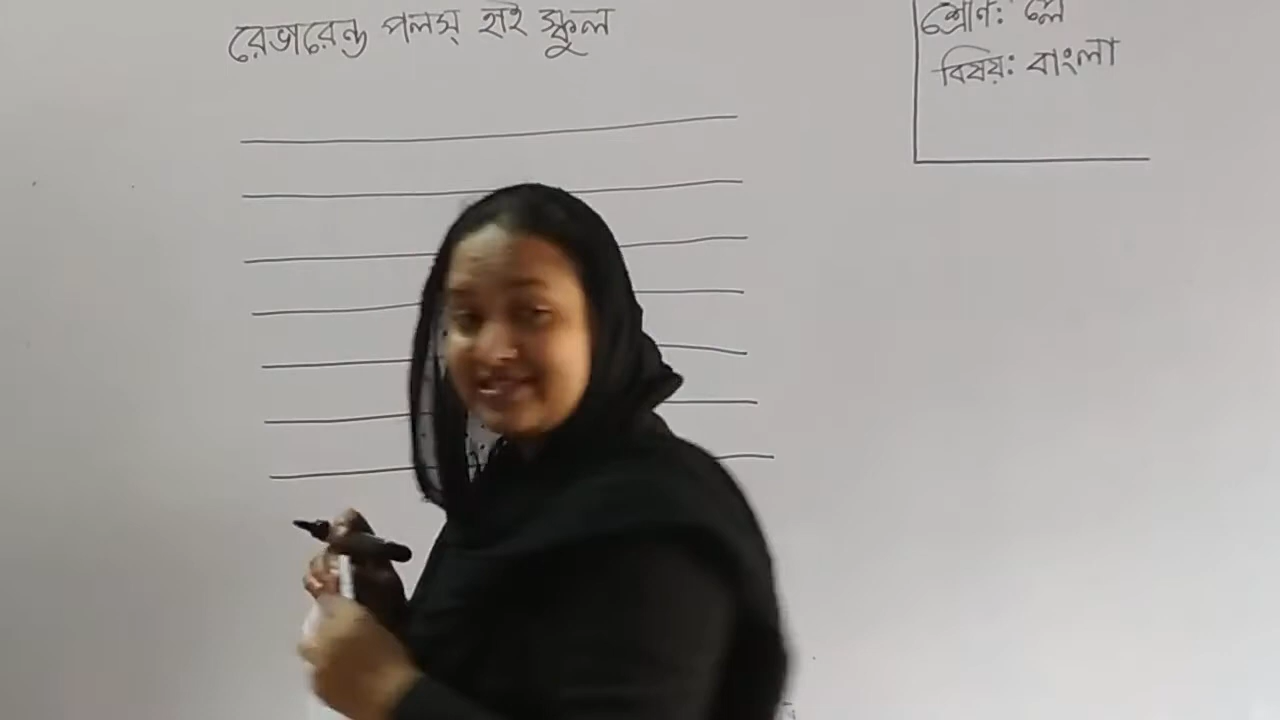 রেভারেন্ড পলস্ হাই স্কুল
শ্রেণি: প্লে
বিষয়: বাংলা